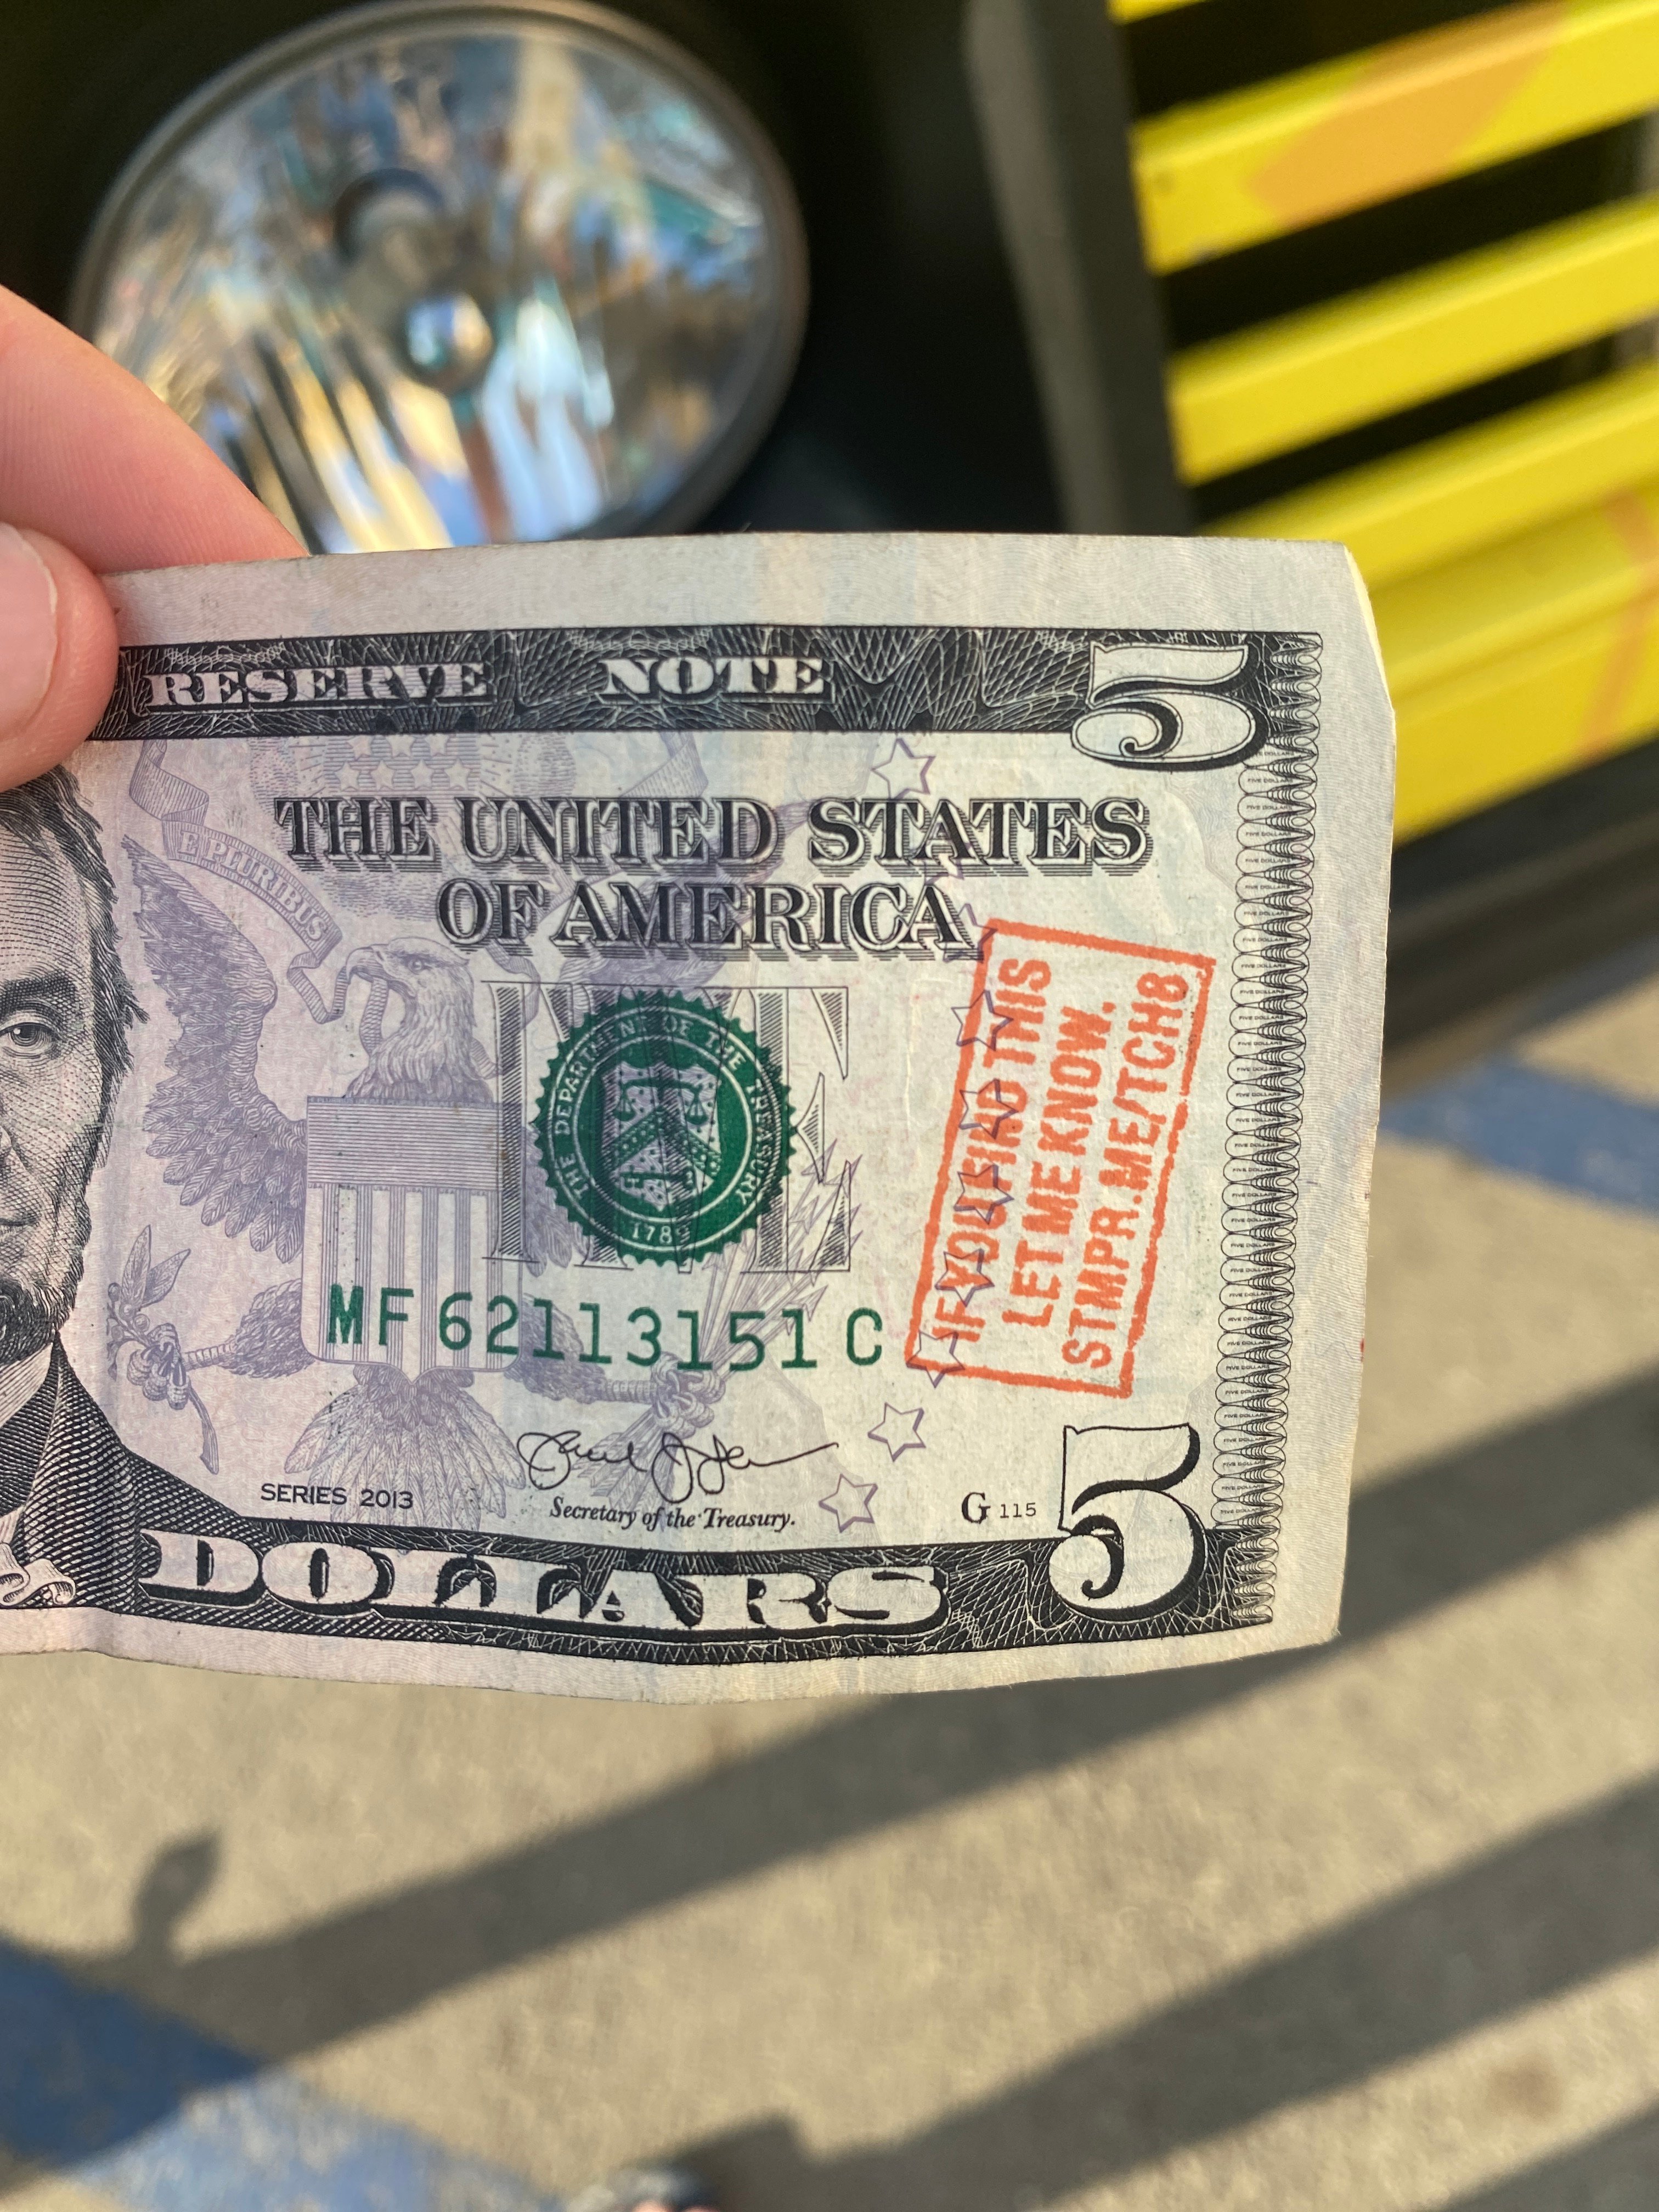 RESERVE NOTE 5
THE UNITED STATES
OF AMERICA
E PLURIBUS
THE DEPARTMENT OF THE TREASURY
1789
IF YOU FIND THIS
LET ME KNOW.
STMPR.ME/TCH8
MF 62113151 C
SERIES 2013
Secretary of the Treasury.
G 115
DOLLARS 5